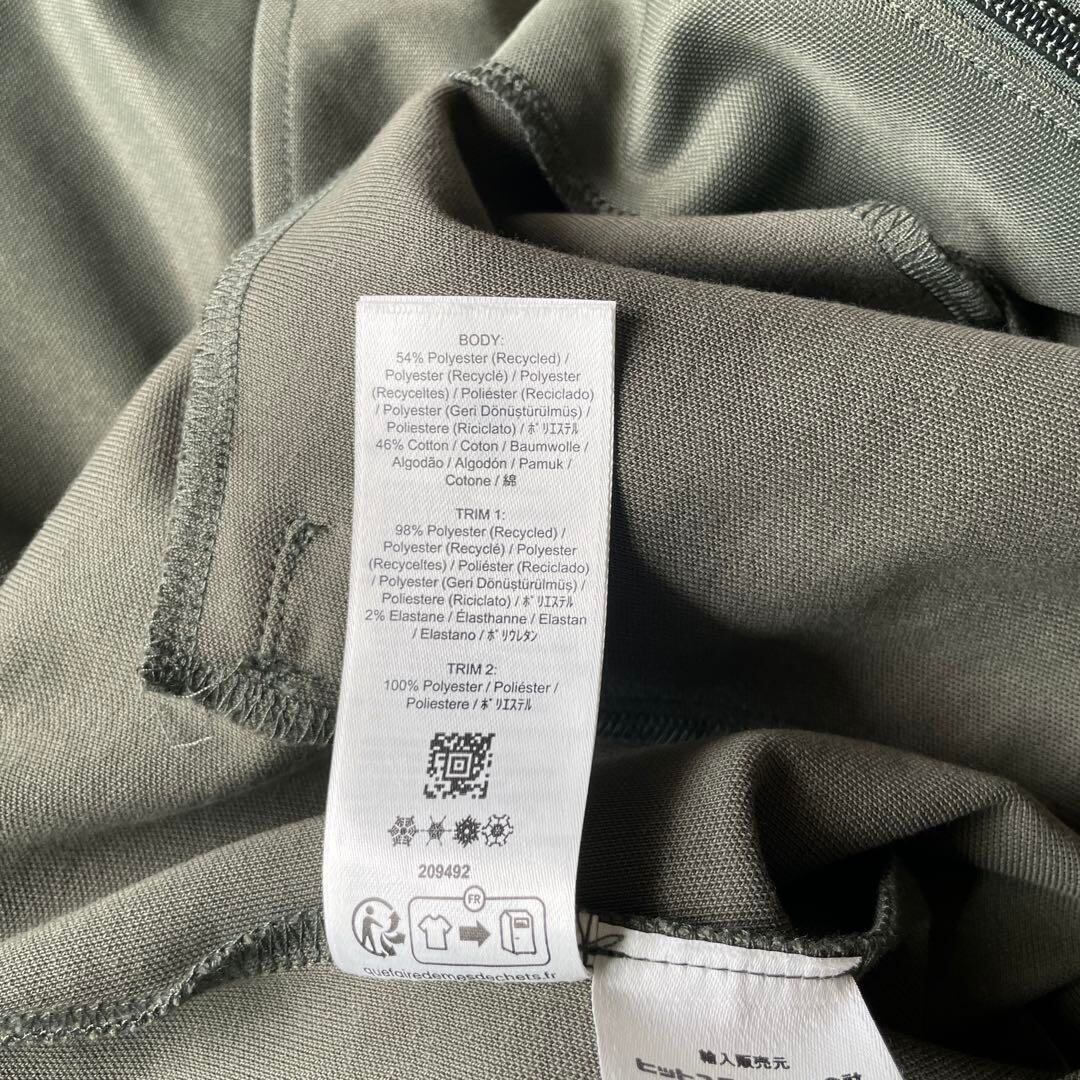 BODY:
54% Polyester (Recycled) /
Polyester (Recyclé) / Polyester
(Recyceltes) / Poliéster (Reciclado)
/ Polyester (Geri Dönüştürülmüş) /
Poliestere (Riciclato) / ﾎﾟﾘｴｽﾃﾙ
46% Cotton / Coton / Baumwolle /
Algodão / Algodón / Pamuk /
Cotone / 綿
TRIM 1:
98% Polyester (Recycled) /
Polyester (Recyclé) / Polyester
(Recyceltes) / Poliéster (Reciclado)
/ Polyester (Geri Dönüştürülmüş) /
Poliestere (Riciclato) / ﾎﾟﾘｴｽﾃﾙ
2% Elastane / Élasthanne / Elastan
/ Elastano / ﾎﾟﾘｳﾚﾀﾝ
TRIM 2:
100% Polyester / Poliéster /
Poliestere / ﾎﾟﾘｴｽﾃﾙ
209492
FR
quefairedemesdechets.fr
輸入販売元